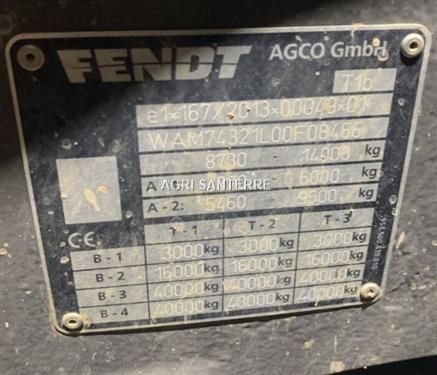 FENDT AGCO GmbH
T1b
e1*167/2013*00043*01
WAM74321L00F08466
8730 - 14000 kg
A 6000 kg
AGRI SANTERRE
A-2: 5460 - 9500 kg
T-1 T-2 T-3
CE B-1 3000 kg 3000 kg 3000 kg
B-2 16000 kg 16000 kg 16000 kg
B-3 40000 kg 40000 kg 40000 kg
B-4 40000 kg 40000 kg 40000 kg